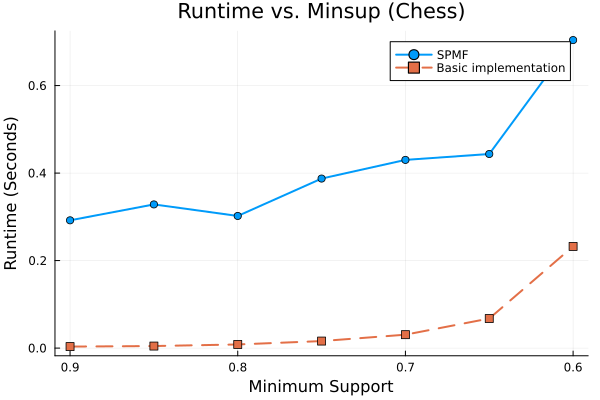 Runtime vs. Minsup (Chess)
SPMF
Basic implementation
0.6
0.4
0.2
0.0
Runtime (Seconds)
0.9
0.8
0.7
0.6
Minimum Support